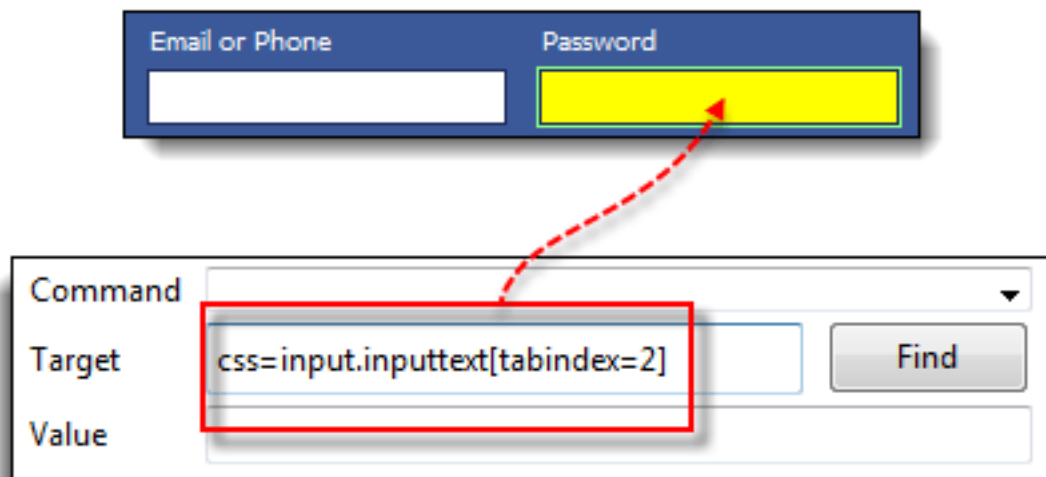 Email or Phone Password
Command
Target css=input.inputtext[tabindex=2] Find
Value